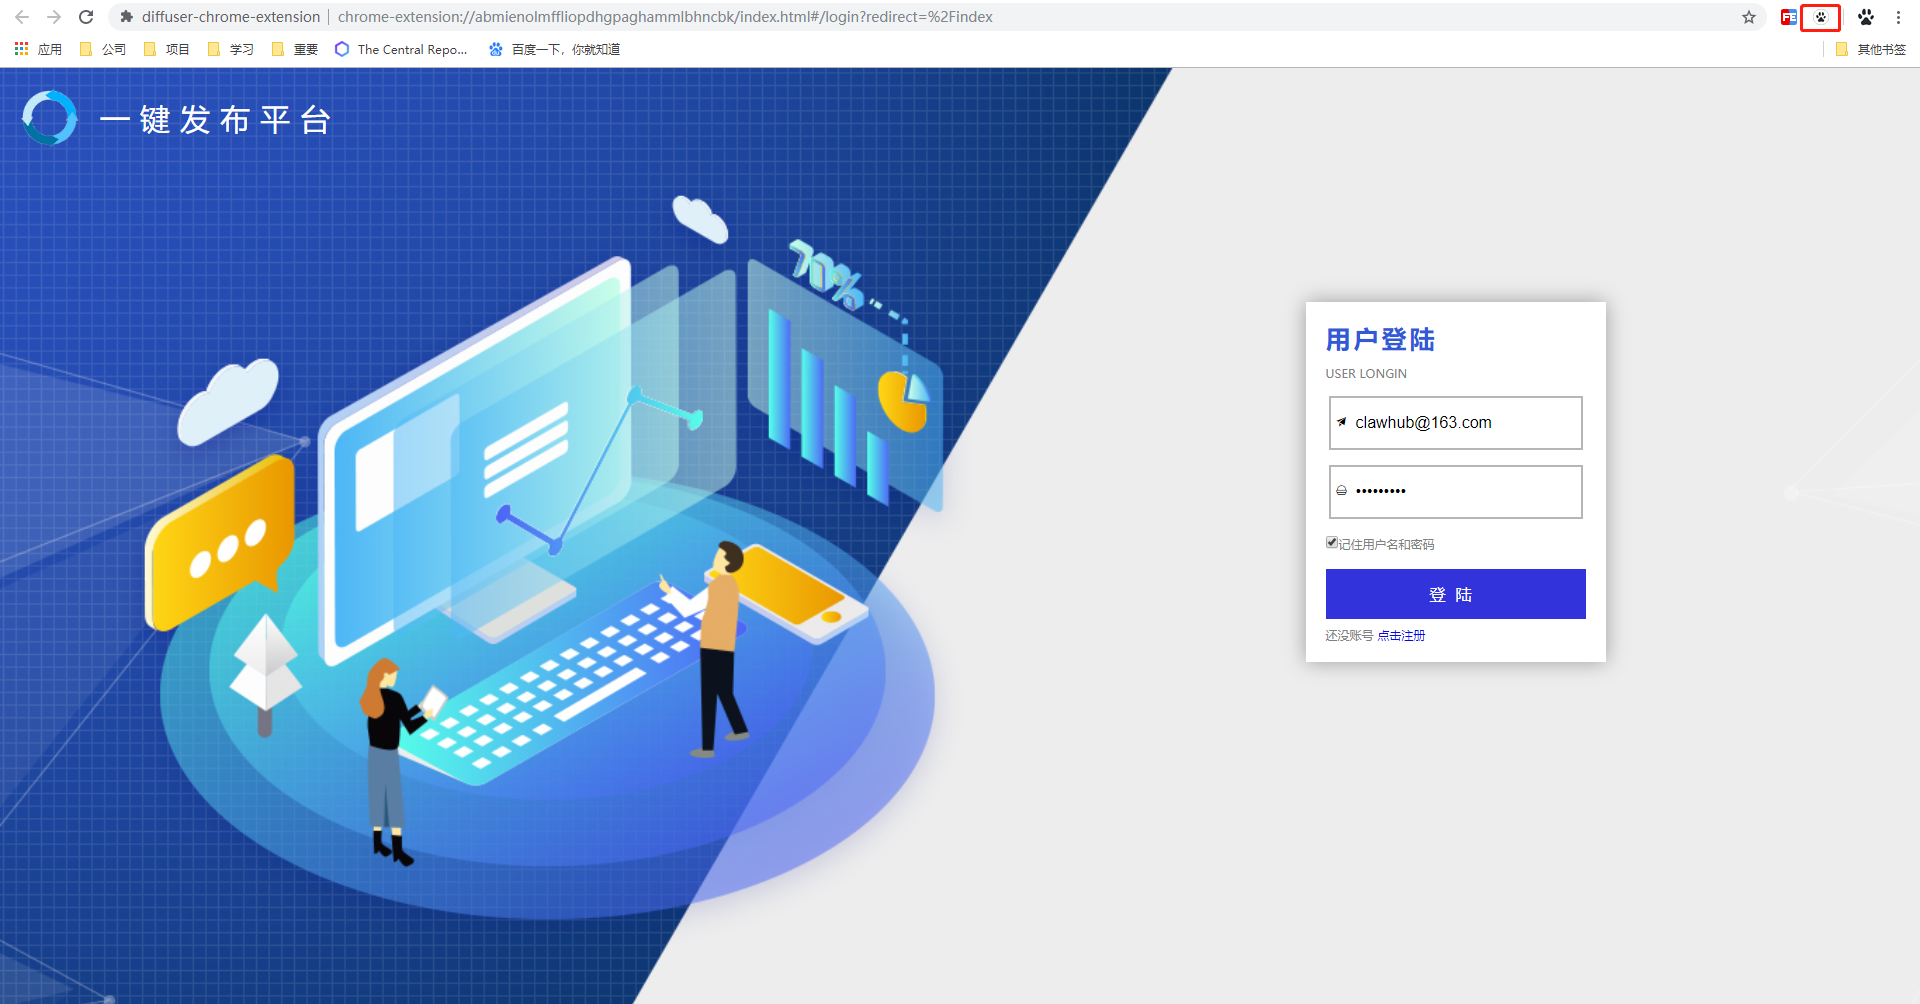 diffuser-chrome-extension | chrome-extension://abmienolmffliopdhgpaghammlbhncbk/index.html#/login?redirect=%2Findex
FE
应用 公司 项目 学习 重要 The Central Repo... 百度一下，你就知道 其他书签
一键发布平台
70%
用户登陆
USER LONGIN
clawhub@163.com
•••••••••
记住用户名和密码
登 陆
还没账号 点击注册